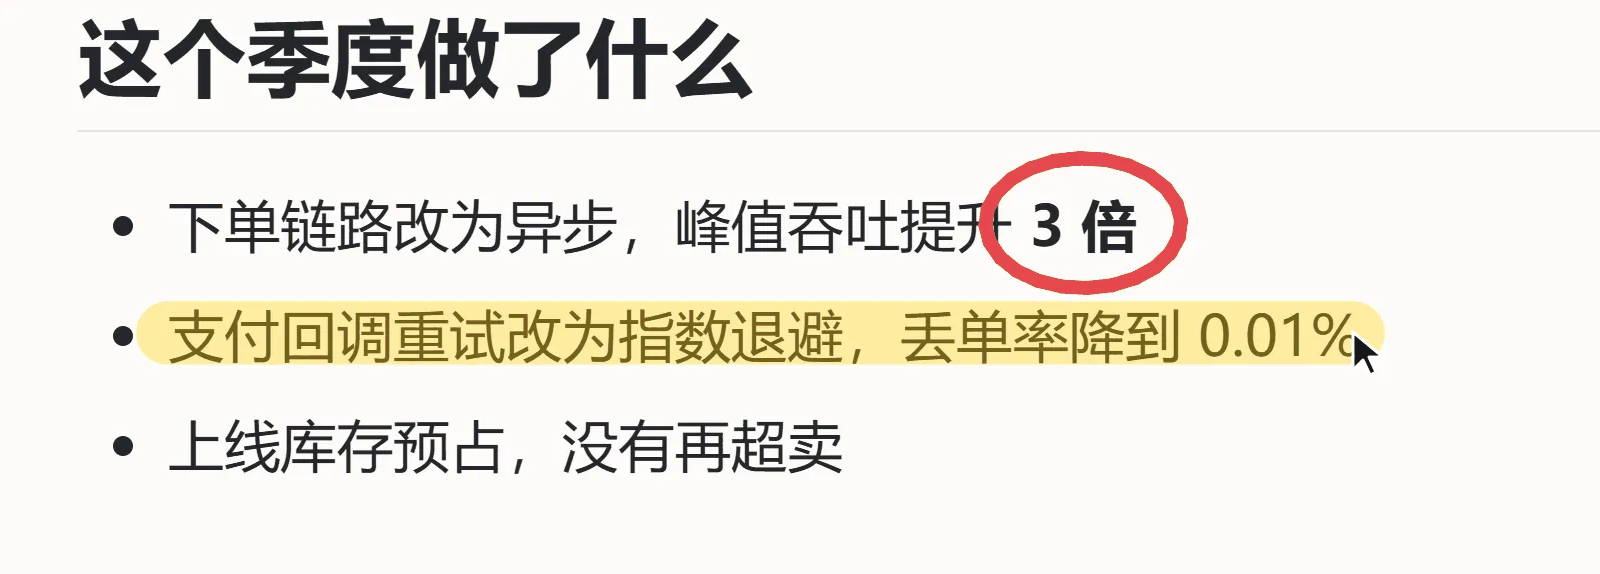 这个季度做了什么
下单链路改为异步，峰值吞吐提升 3 倍
支付回调重试改为指数退避，丢单率降到 0.01%
上线库存预占，没有再超卖